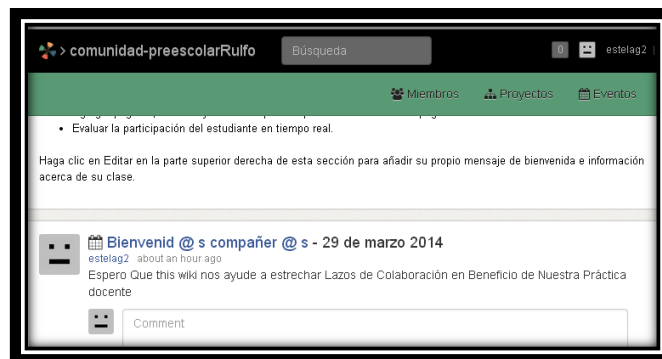 > comunidad-preescolarRulfo Búsqueda 0 estelag2
Miembros Proyectos Eventos
• Evaluar la participación del estudiante en tiempo real.
Haga clic en Editar en la parte superior derecha de esta sección para añadir su propio mensaje de bienvenida e información
acerca de su clase.
Bienvenid @ s compañer @ s - 29 de marzo 2014
estelag2 about an hour ago
Espero Que this wiki nos ayude a estrechar Lazos de Colaboración en Beneficio de Nuestra Práctica
docente
Comment